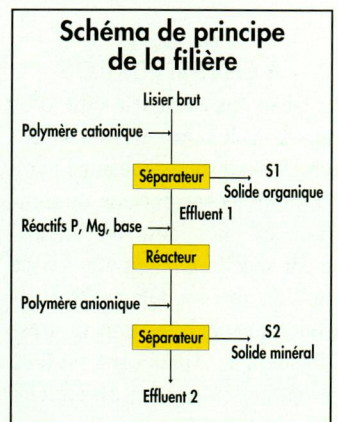 Schéma de principe
de la filière
Lisier brut
Polymère cationique
Séparateur
S1
Solide organique
Effluent 1
Réactifs P, Mg, base
Réacteur
Polymère anionique
Séparateur
S2
Solide minéral
Effluent 2